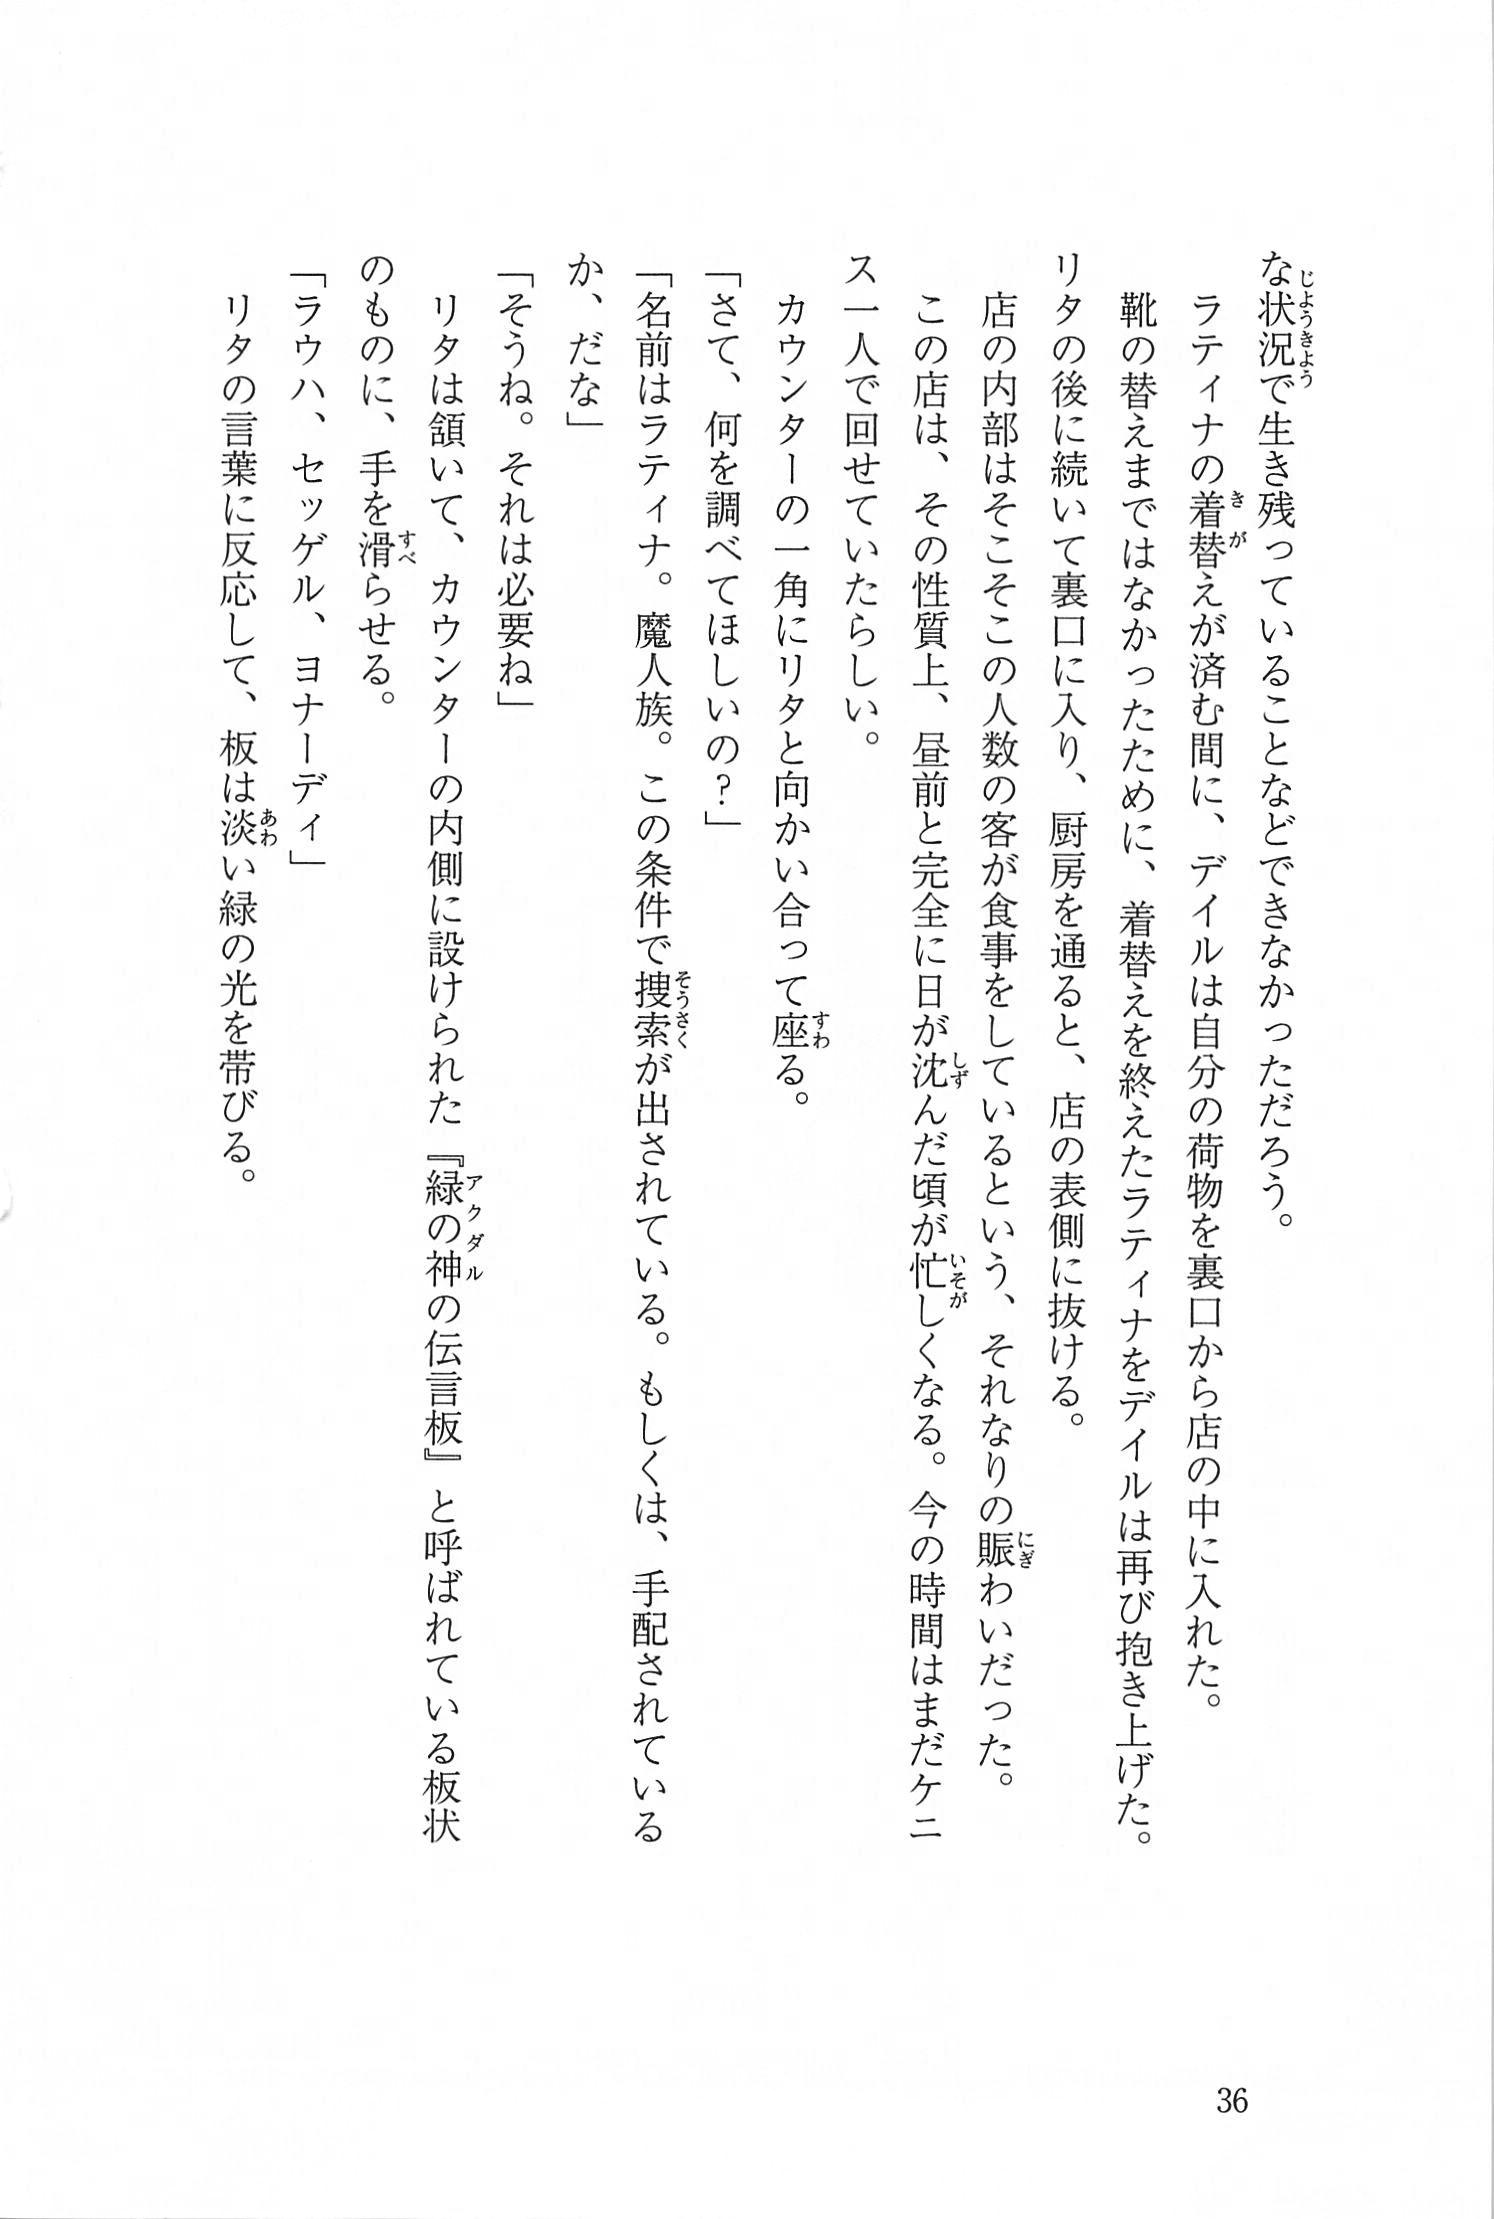 な状況で生き残っていることなどできなかっただろう。
ラティナの着替えが済む間に、デイルは自分の荷物を裏口から店の中に入れた。
靴の替えまではなかったために、着替えを終えたラティナをデイルは再び抱き上げた。
リタの後に続いて裏口に入り、厨房を通ると、店の表側に抜ける。
店の内部はそこそこの人数の客が食事をしているという、それなりの賑わいだった。
この店は、その性質上、昼前と完全に日が沈んだ頃が忙しくなる。今の時間はまだケニ
ス一人で回せていたらしい。
カウンターの一角にリタと向かい合って座る。
「さて、何を調べてほしいの？」
「名前はラティナ。魔人族。この条件で捜索が出されている。もしくは、手配されている
か、だな」
「そうね。それは必要ね」
リタは頷いて、カウンターの内側に設けられた『緑の神の伝言板』と呼ばれている板状
のものに、手を滑らせる。
「ラウハ、セッゲル、ヨナーディ」
リタの言葉に反応して、板は淡い緑の光を帯びる。
36